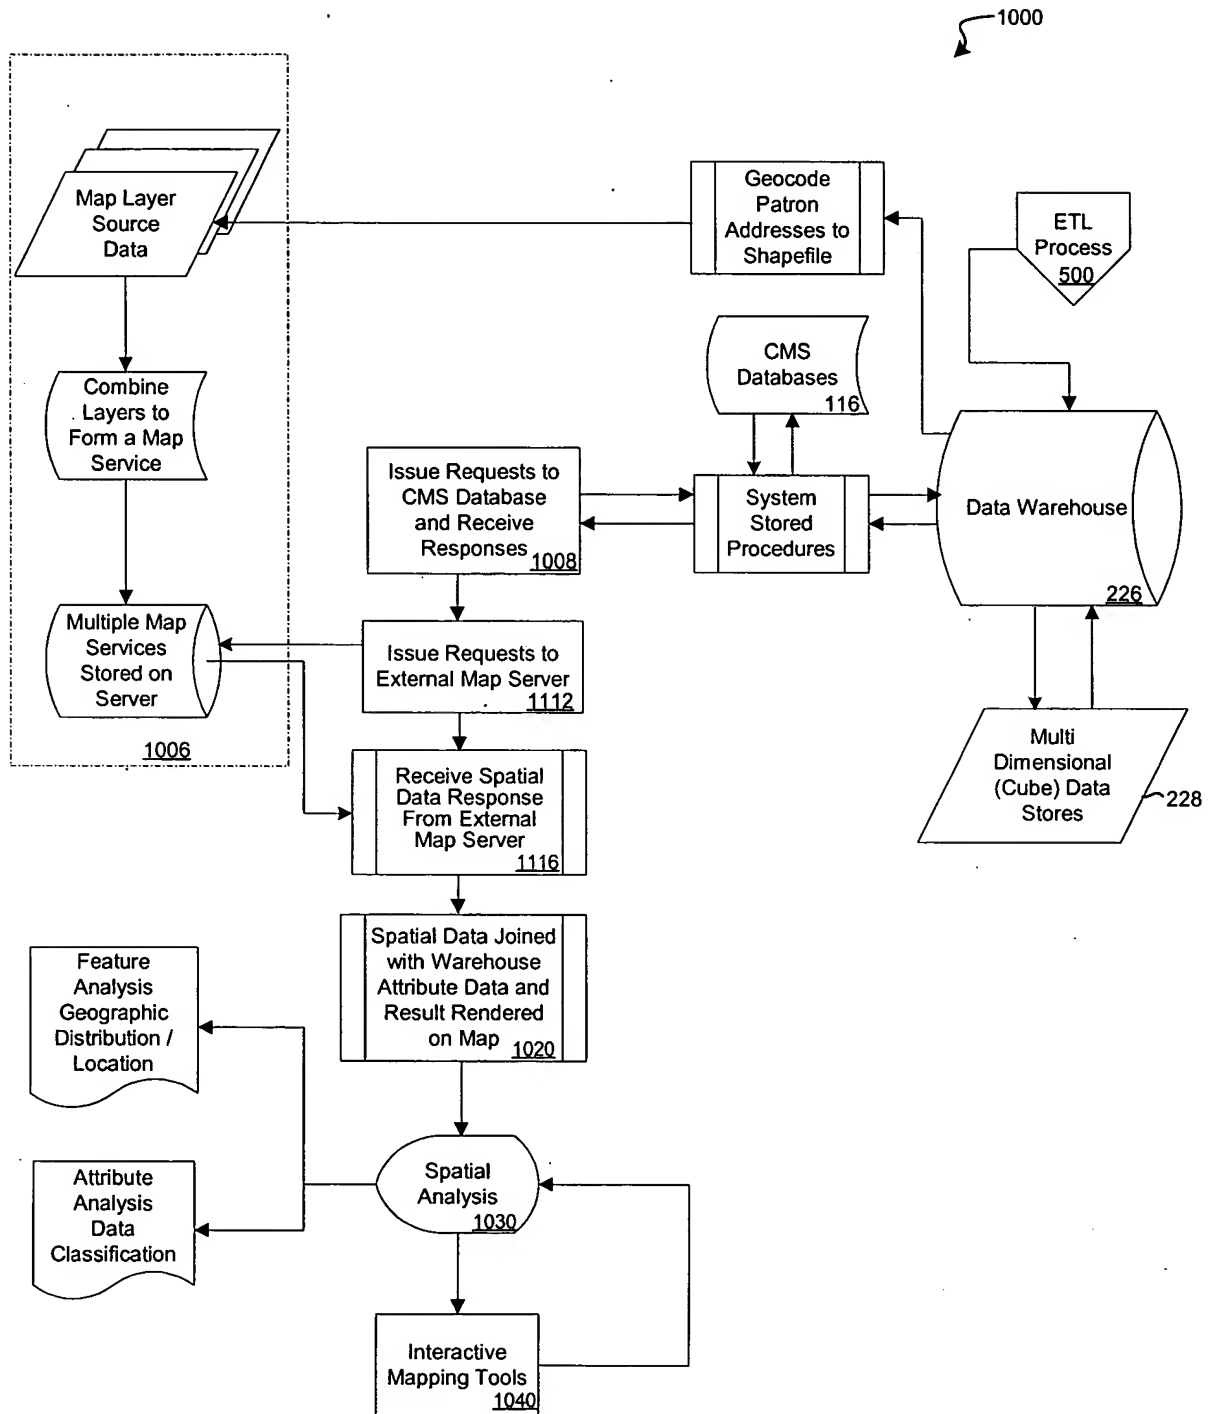 1000
Map Layer
Source
Data
Geocode
Patron
Addresses to
Shapefile
ETL
Process
500
CMS
Databases
116
Combine
Layers to
Form a Map
Service
Issue Requests to
CMS Database
and Receive
Responses
1008
System
Stored
Procedures
Data Warehouse
226
Multiple Map
Services
Stored on
Server
1006
Issue Requests to
External Map Server
1112
Multi
Dimensional
(Cube) Data
Stores
228
Receive Spatial
Data Response
From External
Map Server
1116
Spatial Data Joined
with Warehouse
Attribute Data and
Result Rendered
on Map
1020
Feature
Analysis
Geographic
Distribution /
Location
Attribute
Analysis
Data
Classification
Spatial
Analysis
1030
Interactive
Mapping Tools
1040